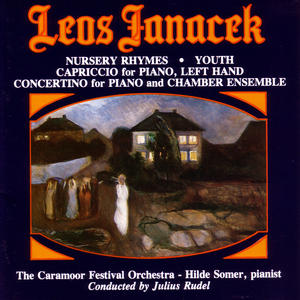 Leos Janacek
NURSERY RHYMES • YOUTH
CAPRICCIO for PIANO, LEFT HAND
CONCERTINO for PIANO and CHAMBER ENSEMBLE
The Caramoor Festival Orchestra - Hilde Somer, pianist
Conducted by Julius Rudel